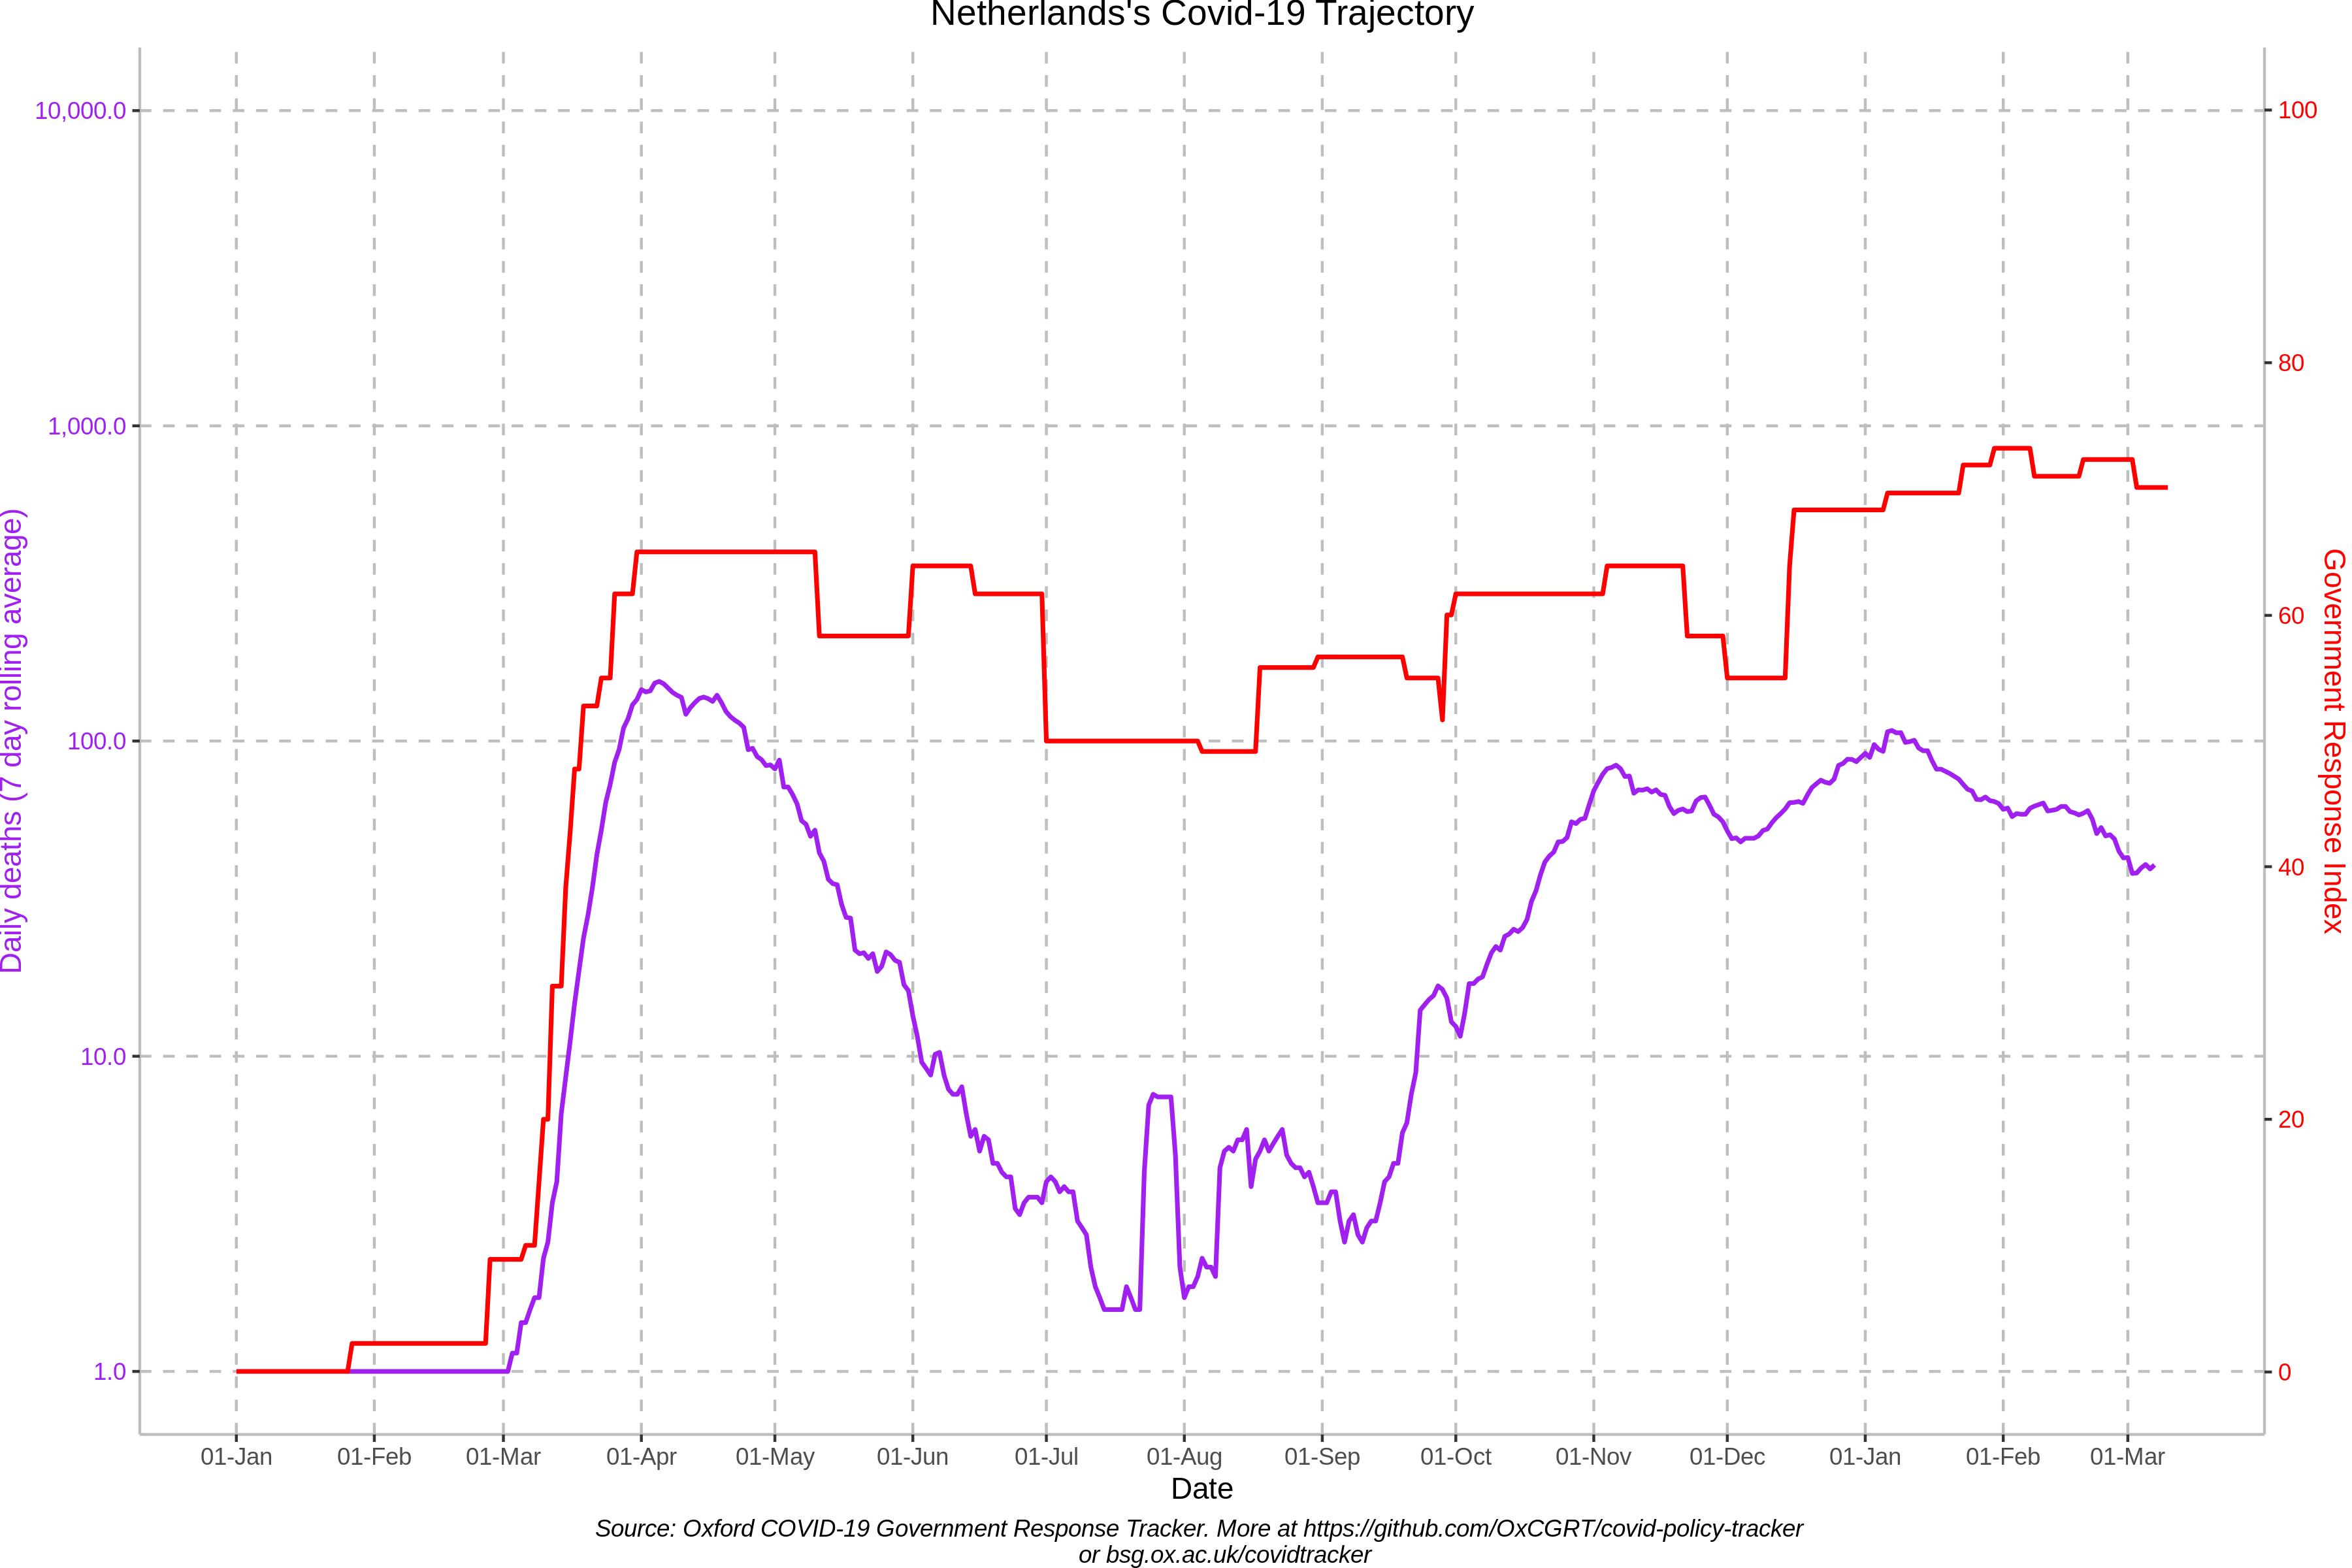 Netherlands's Covid-19 Trajectory
10,000.0
1,000.0
100.0
10.0
1.0
Daily deaths (7 day rolling average)
100
80
60
40
20
0
Government Response Index
01-Jan 01-Feb 01-Mar 01-Apr 01-May 01-Jun 01-Jul 01-Aug 01-Sep 01-Oct 01-Nov 01-Dec 01-Jan 01-Feb 01-Mar
Date
Source: Oxford COVID-19 Government Response Tracker. More at https://github.com/OxCGRT/covid-policy-tracker
or bsg.ox.ac.uk/covidtracker